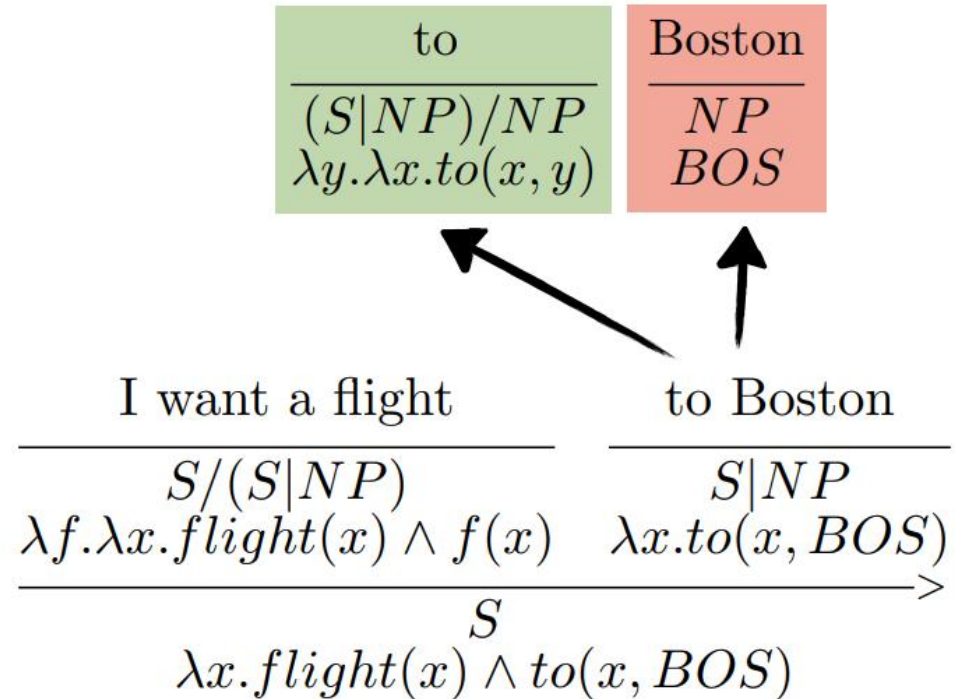 to
(S|NP)/NP
λy.λx.to(x, y)
Boston
NP
BOS
I want a flight
S/(S|NP)
λf.λx.flight(x) ∧ f(x)
to Boston
S|NP
λx.to(x, BOS)
>
S
λx.flight(x) ∧ to(x, BOS)